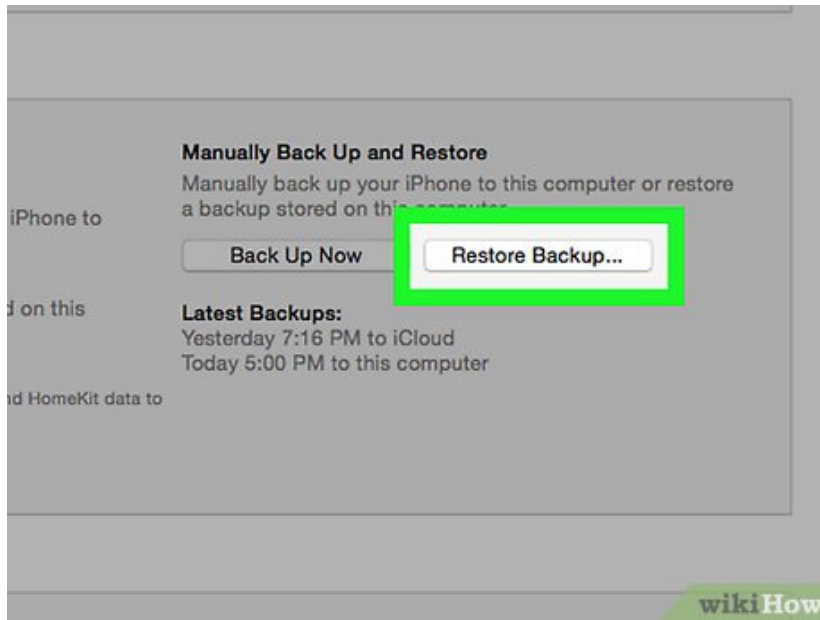 Manually Back Up and Restore
Manually back up your iPhone to this computer or restore
a backup stored on this
iPhone to
Back Up Now
Restore Backup...
d on this
Latest Backups:
Yesterday 7:16 PM to iCloud
Today 5:00 PM to this computer
nd HomeKit data to
wikiHow